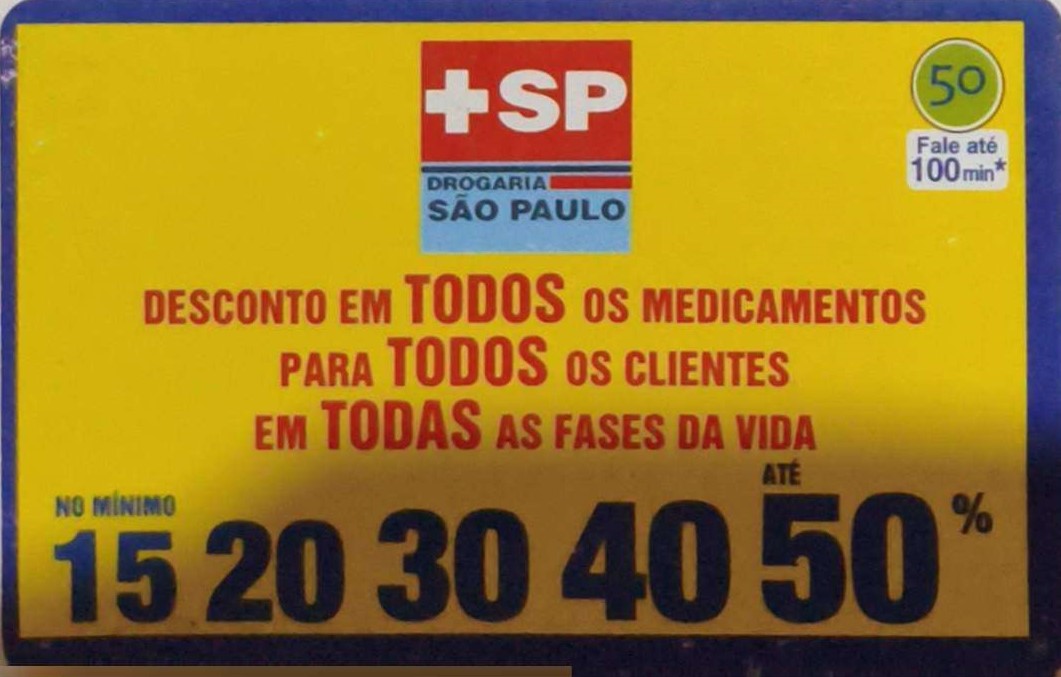 +SP
DROGARIA
SÃO PAULO
50
Fale até
100min*
DESCONTO EM TODOS OS MEDICAMENTOS
PARA TODOS OS CLIENTES
EM TODAS AS FASES DA VIDA
NO MÍNIMO
ATÉ
15 20 30 40 50%